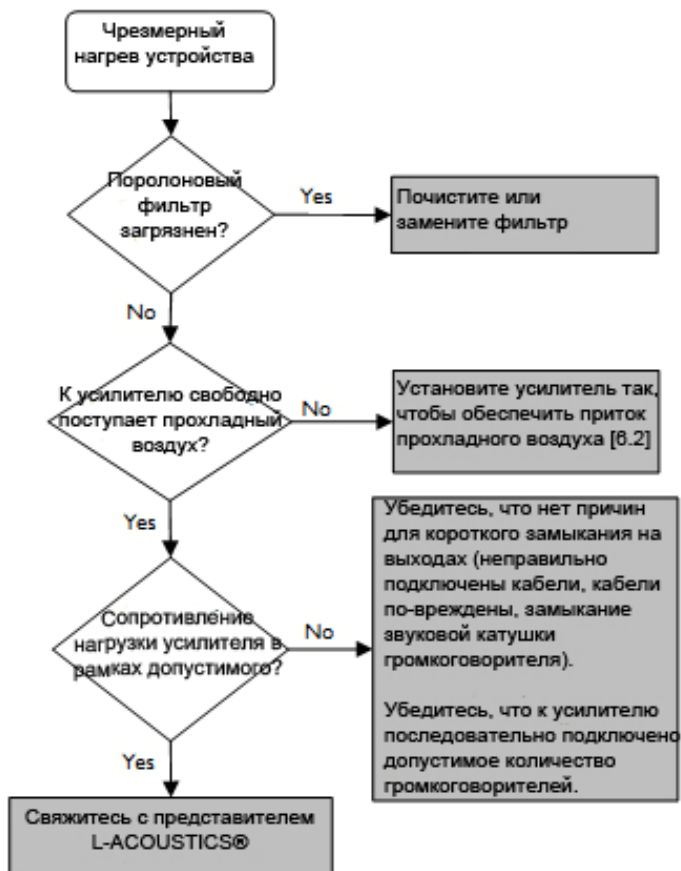 Чрезмерный
нагрев устройства
Поролоновый
фильтр
загрязнен?
Yes
Почистите или
замените фильтр
No
К усилителю свободно
поступает прохладный
воздух?
No
Установите усилитель так,
чтобы обеспечить приток
прохладного воздуха [6.2]
Yes
Сопротивление
нагрузки усилителя в
рамках допустимого?
No
Убедитесь, что нет причин
для короткого замыкания на
выходах (неправильно
подключены кабели, кабели
по-вреждены, замыкание
звуковой катушки
громкоговорителя).
Убедитесь, что к усилителю
последовательно подключено
допустимое количество
громкоговорителей.
Yes
Свяжитесь с представителем
L-ACOUSTICS®